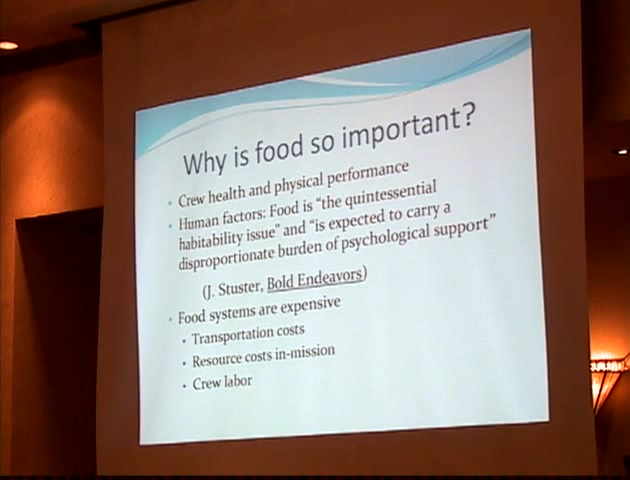 Why is food so important?
• Crew health and physical performance
• Human factors: Food is "the quintessential
habitability issue" and "is expected to carry a
disproportionate burden of psychological support"
(J. Stuster, Bold Endeavors)
• Food systems are expensive
• Transportation costs
• Resource costs in-mission
• Crew labor